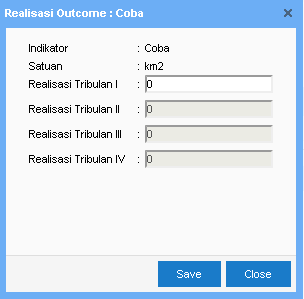 Realisasi Outcome : Coba
Indikator : Coba
Satuan : km2
Realisasi Tribulan I : 0
Realisasi Tribulan II : 0
Realisasi Tribulan III : 0
Realisasi Tribulan IV : 0
Save Close